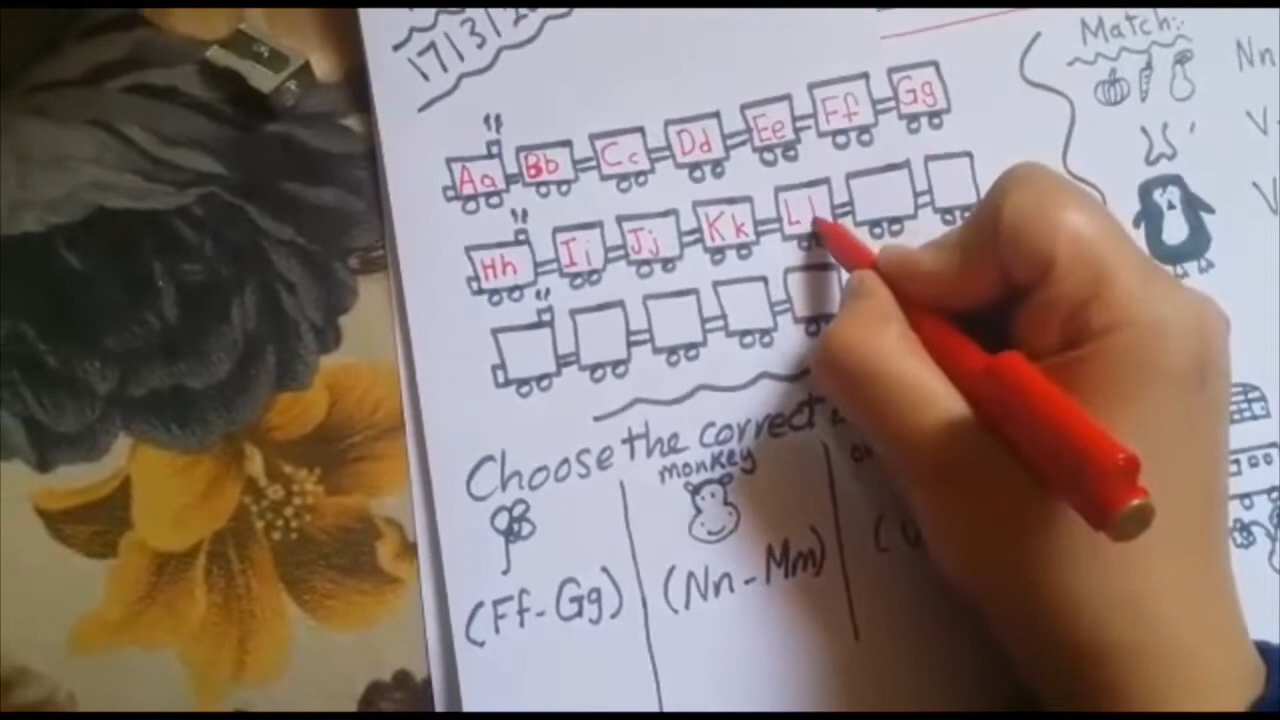 17/3/2
Match:
Aa Bb Cc Dd Ee Ff Gg
Nn
Hh Ii Jj Kk Ll
Choose the correct
monkey
(Ff-Gg) (Nn-Mm) (